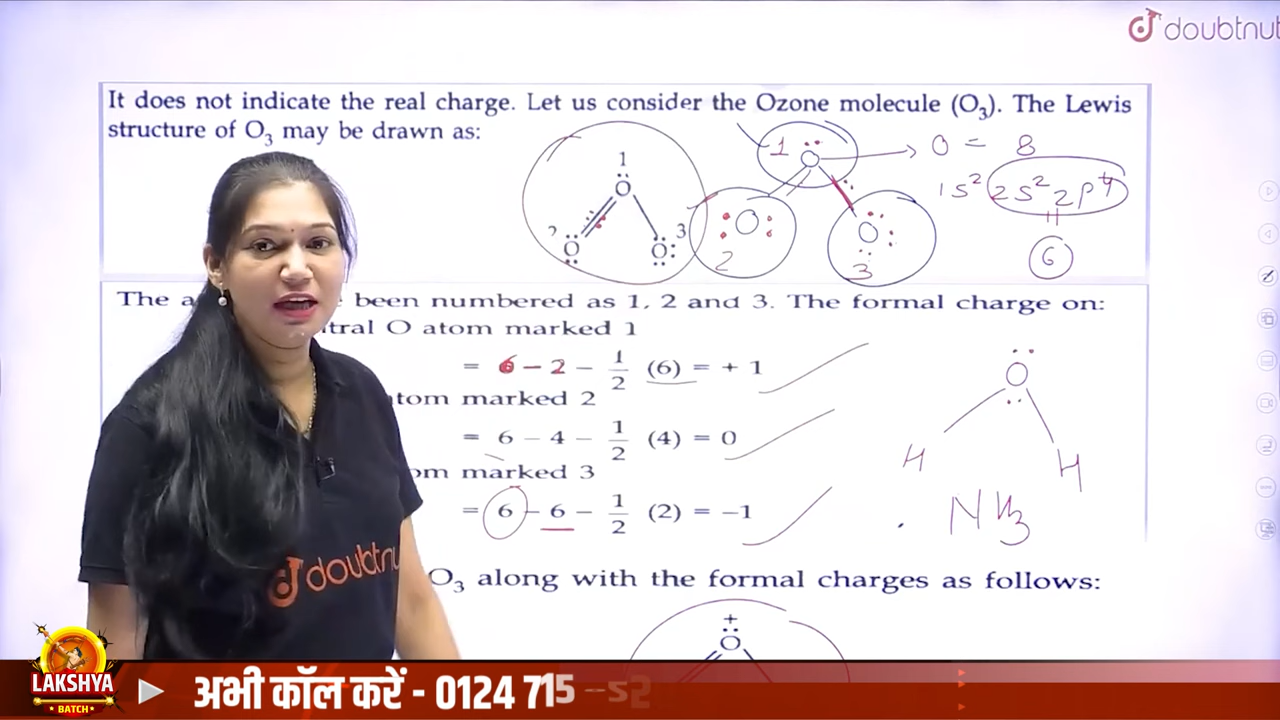 doubtnut
It does not indicate the real charge. Let us consider the Ozone molecule (O₃). The Lewis
structure of O₃ may be drawn as:
1
O
2
O
3
O
1
O
2
O
3
O
O = 8
1s² 2s² 2p⁴
6
The a been numbered as 1, 2 and 3. The formal charge on:
tral O atom marked 1
= 6 – 2 – 1/2 (6) = + 1
tom marked 2
= 6 – 4 – 1/2 (4) = 0
om marked 3
= 6 – 6 – 1/2 (2) = –1
O
H H
NH₃
O₃ along with the formal charges as follows:
+
O
doubtnu
LAKSHYA
BATCH
अभी कॉल करें - 0124 715